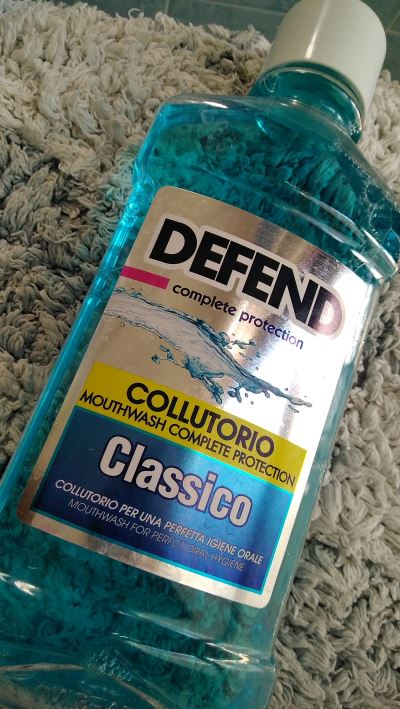 DEFEND
complete protection
COLLUTORIO
MOUTHWASH COMPLETE PROTECTION
Classico
COLLUTORIO PER UNA PERFETTA IGIENE ORALE
MOUTHWASH FOR PERFECT ORAL HYGIENE